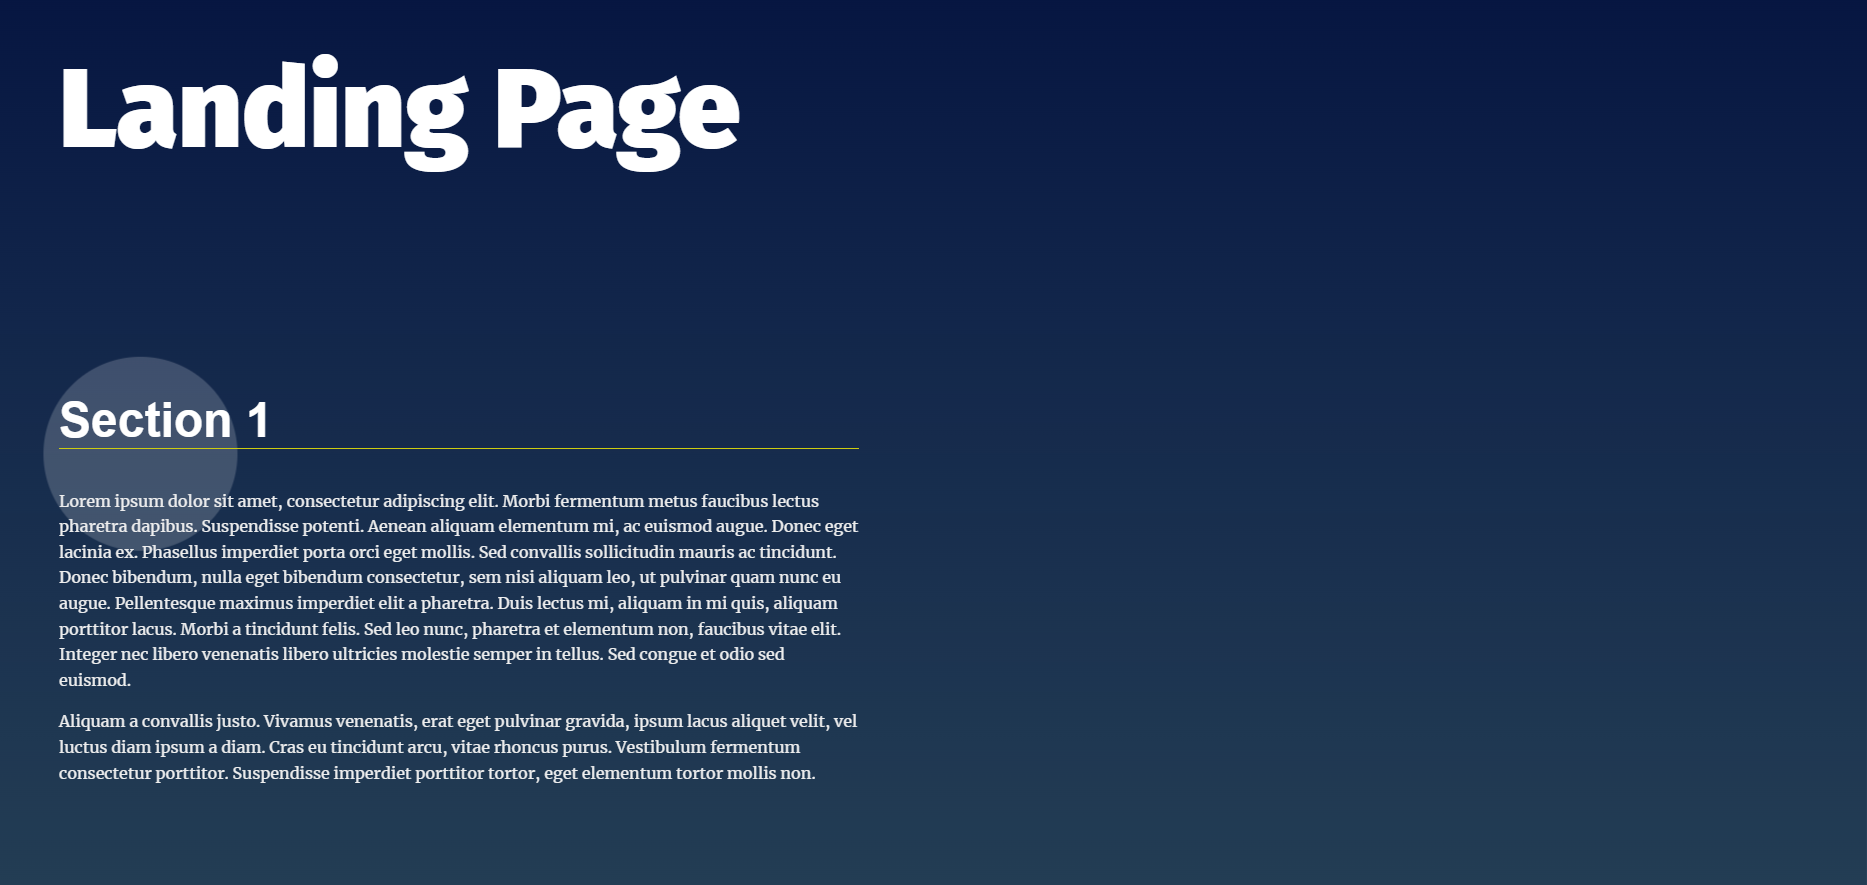 Landing Page
Section 1
Lorem ipsum dolor sit amet, consectetur adipiscing elit. Morbi fermentum metus faucibus lectus
pharetra dapibus. Suspendisse potenti. Aenean aliquam elementum mi, ac euismod augue. Donec eget
lacinia ex. Phasellus imperdiet porta orci eget mollis. Sed convallis sollicitudin mauris ac tincidunt.
Donec bibendum, nulla eget bibendum consectetur, sem nisi aliquam leo, ut pulvinar quam nunc eu
augue. Pellentesque maximus imperdiet elit a pharetra. Duis lectus mi, aliquam in mi quis, aliquam
porttitor lacus. Morbi a tincidunt felis. Sed leo nunc, pharetra et elementum non, faucibus vitae elit.
Integer nec libero venenatis libero ultricies molestie semper in tellus. Sed congue et odio sed
euismod.
Aliquam a convallis justo. Vivamus venenatis, erat eget pulvinar gravida, ipsum lacus aliquet velit, vel
luctus diam ipsum a diam. Cras eu tincidunt arcu, vitae rhoncus purus. Vestibulum fermentum
consectetur porttitor. Suspendisse imperdiet porttitor tortor, eget elementum tortor mollis non.